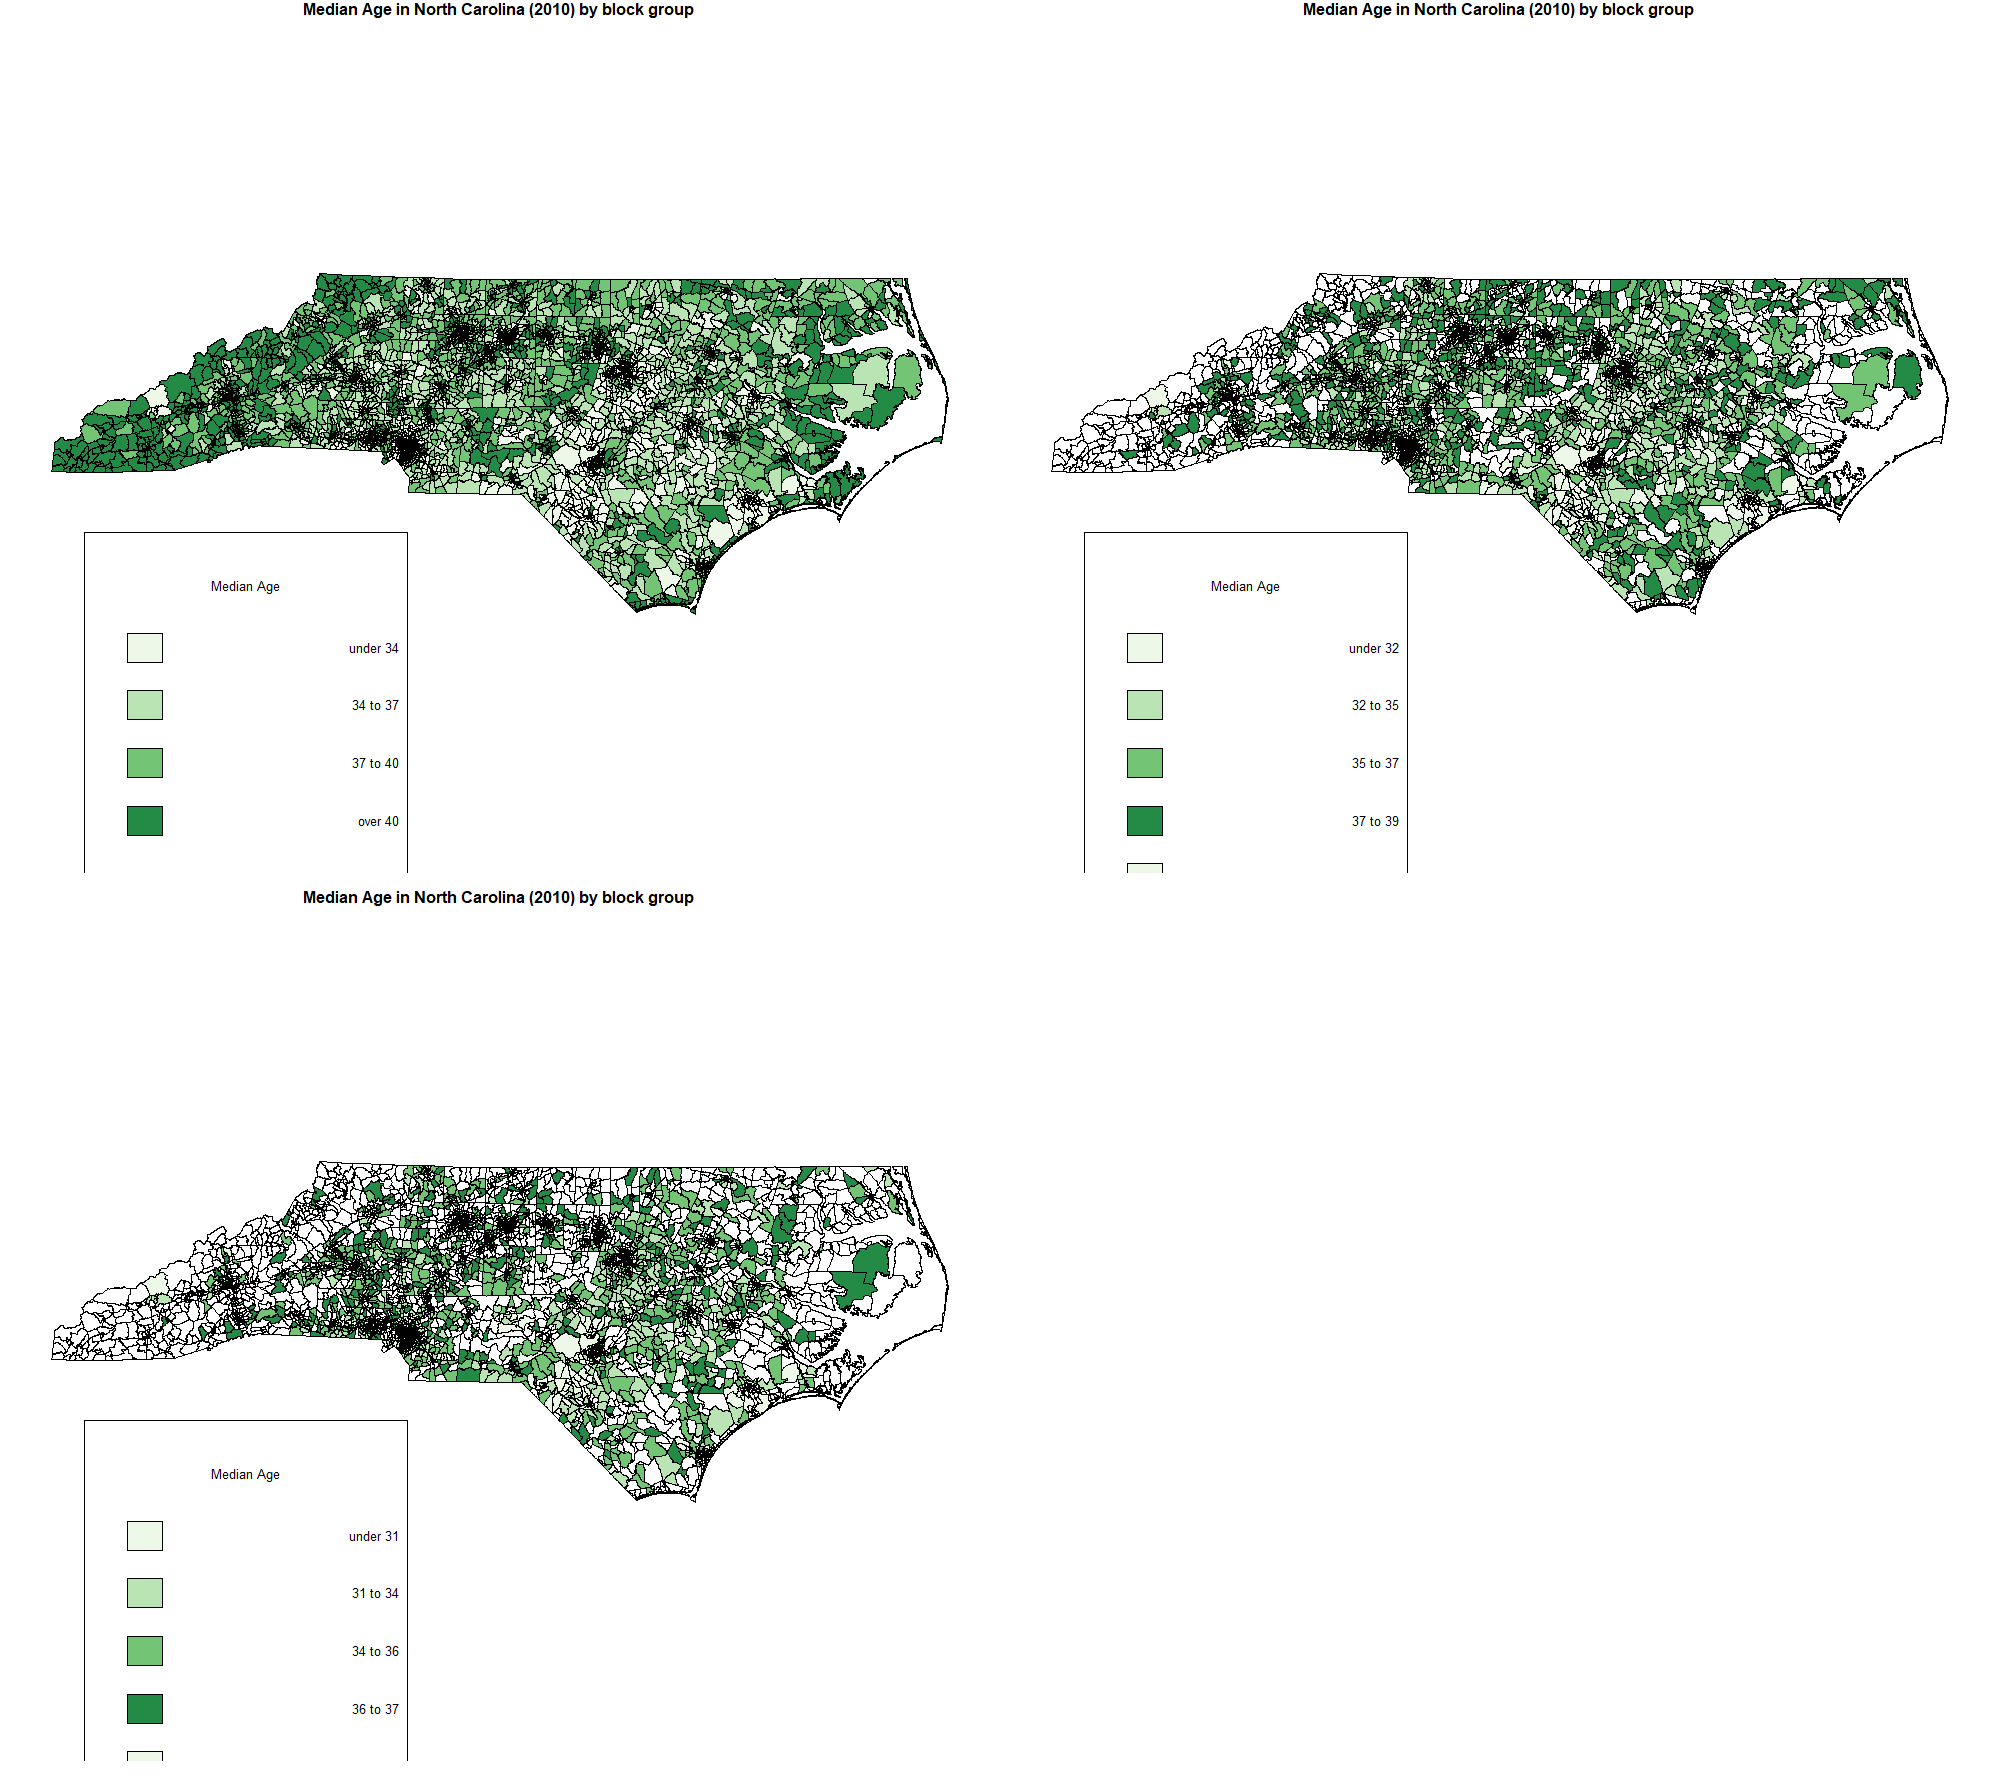 Median Age in North Carolina (2010) by block group
Median Age
under 34
34 to 37
37 to 40
over 40
Median Age in North Carolina (2010) by block group
Median Age
under 32
32 to 35
35 to 37
37 to 39
Median Age in North Carolina (2010) by block group
Median Age
under 31
31 to 34
34 to 36
36 to 37